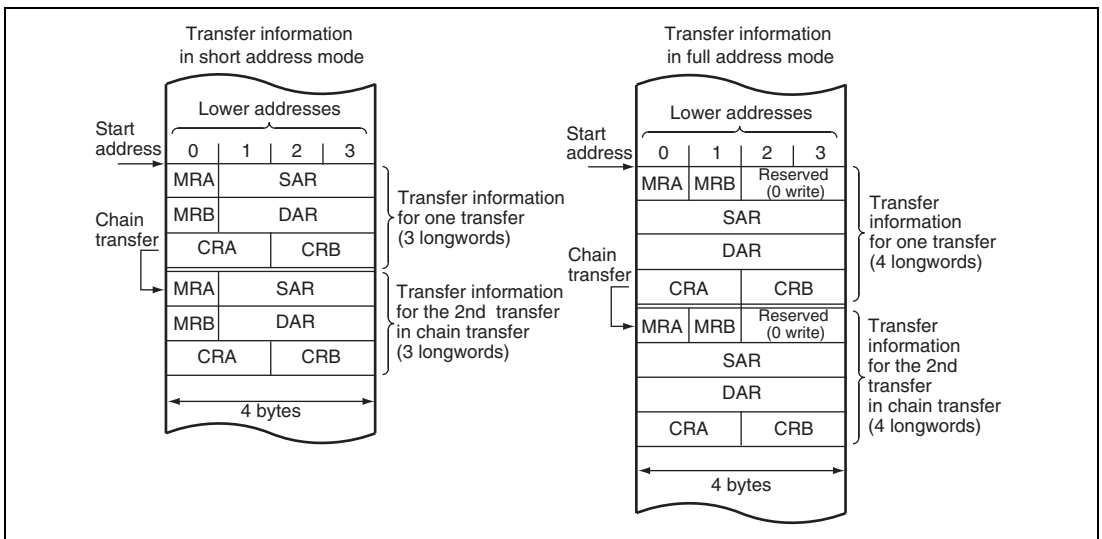 Transfer information
in short address mode
Lower addresses
Start
address
0 1 2 3
MRA SAR
MRB DAR
CRA CRB
Transfer information
for one transfer
(3 longwords)
Chain
transfer
MRA SAR
MRB DAR
CRA CRB
Transfer information
for the 2nd transfer
in chain transfer
(3 longwords)
4 bytes
Transfer information
in full address mode
Lower addresses
Start
address
0 1 2 3
MRA MRB Reserved
(0 write)
SAR
DAR
CRA CRB
Transfer
information
for one transfer
(4 longwords)
Chain
transfer
MRA MRB Reserved
(0 write)
SAR
DAR
CRA CRB
Transfer
information
for the 2nd
transfer
in chain transfer
(4 longwords)
4 bytes